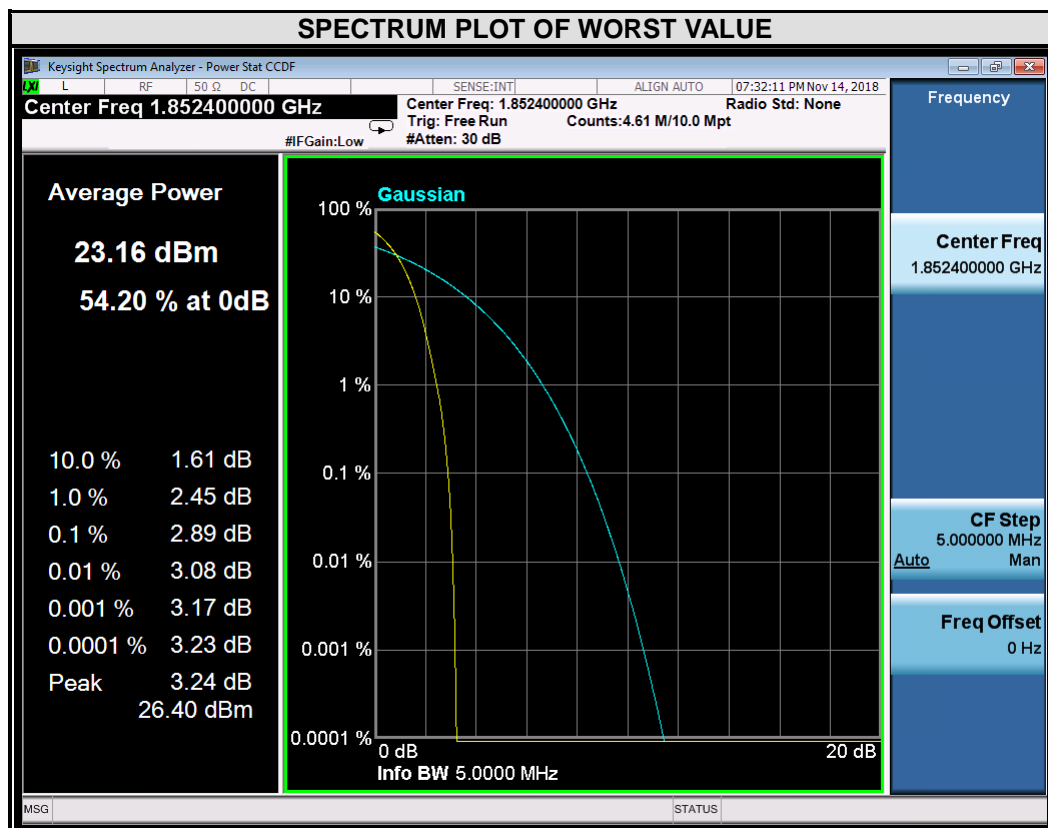 SPECTRUM PLOT OF WORST VALUE
Keysight Spectrum Analyzer - Power Stat CCDF
LXI L RF 50 Ω DC SENSE:INT ALIGN AUTO 07:32:11 PM Nov 14, 2018
Center Freq 1.852400000 GHz
#IFGain:Low
Center Freq: 1.852400000 GHz Radio Std: None
Trig: Free Run Counts:4.61 M/10.0 Mpt
#Atten: 30 dB
Average Power
23.16 dBm
54.20 % at 0dB
10.0 % 1.61 dB
1.0 % 2.45 dB
0.1 % 2.89 dB
0.01 % 3.08 dB
0.001 % 3.17 dB
0.0001 % 3.23 dB
Peak 3.24 dB
26.40 dBm
Gaussian
100 %
10 %
1 %
0.1 %
0.01 %
0.001 %
0.0001 %
0 dB 20 dB
Info BW 5.0000 MHz
Frequency
Center Freq
1.852400000 GHz
CF Step
5.000000 MHz
Auto Man
Freq Offset
0 Hz
MSG STATUS